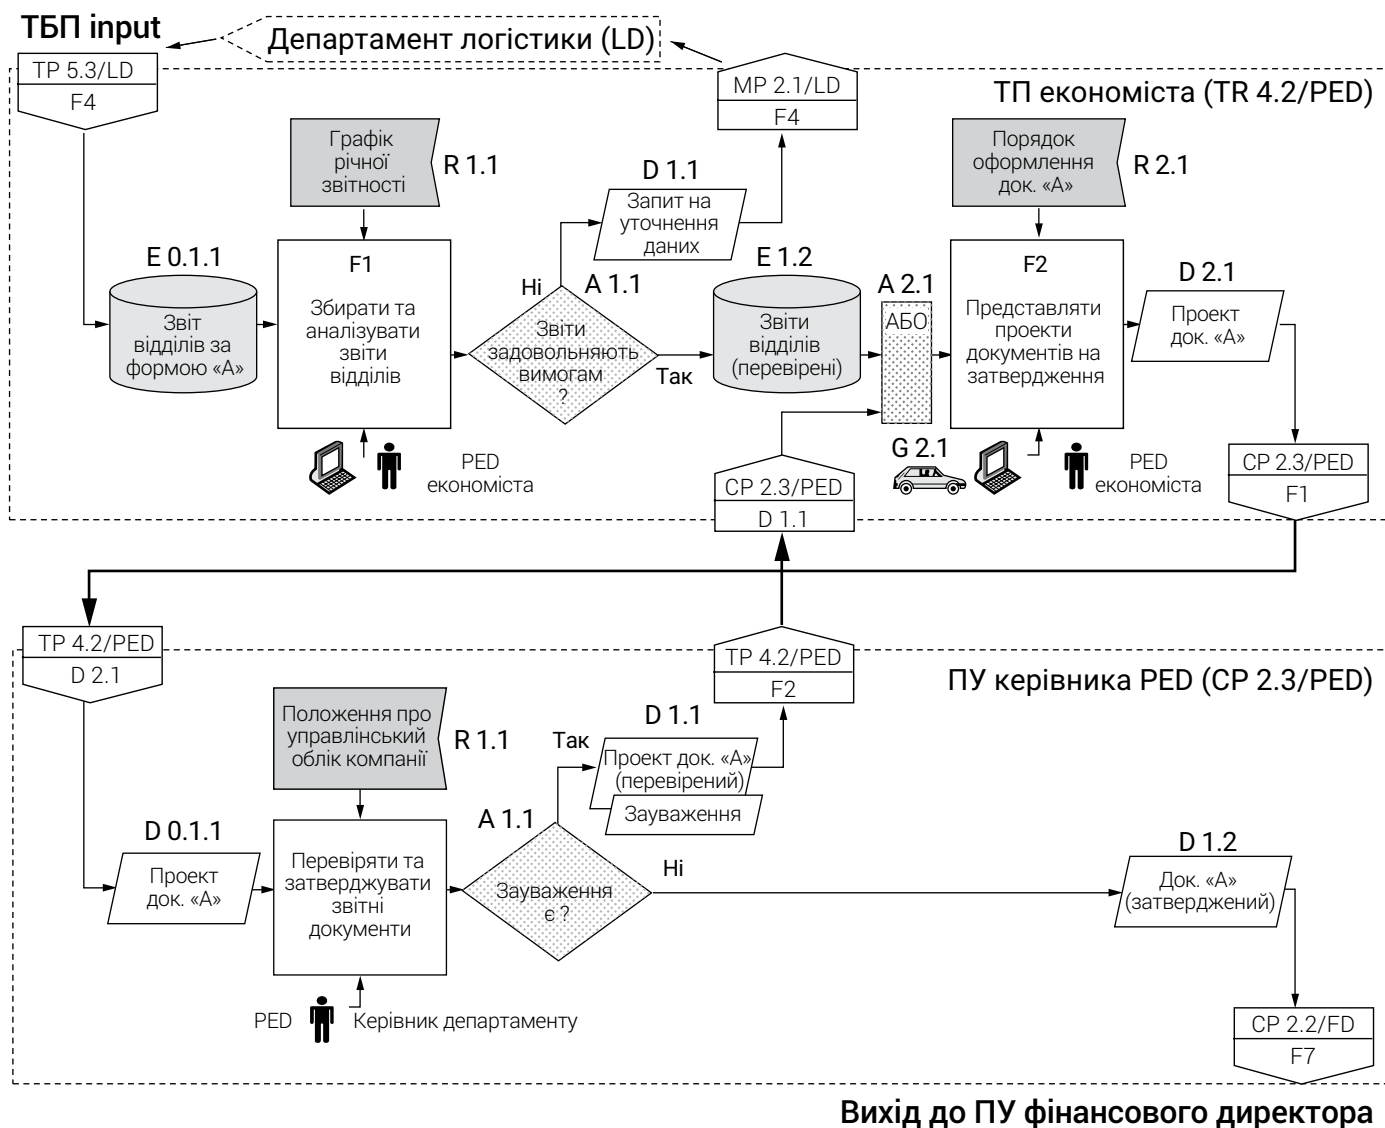 ТБП input
Департамент логістики (LD)
TP 5.3/LD
F4
MP 2.1/LD
F4
ТП економіста (TR 4.2/PED)
Графік
річної
звітності
R 1.1
D 1.1
Запит на
уточнення
даних
Порядок
оформлення
док. «А»
R 2.1
E 0.1.1
Звіт
відділів за
формою «А»
F1
Збирати та
аналізувати
звіти
відділів
Ні
A 1.1
Звіти
задовольняють
вимогам
?
Так
E 1.2
Звіти
відділів
(перевірені)
A 2.1
АБО
F2
Представляти
проекти
документів на
затвердження
D 2.1
Проект
док. «А»
PED
економіста
G 2.1
PED
економіста
CP 2.3/PED
D 1.1
CP 2.3/PED
F1
TP 4.2/PED
D 2.1
TP 4.2/PED
F2
ПУ керівника PED (CP 2.3/PED)
Положення про
управлінський
облік компанії
R 1.1
Так
D 1.1
Проект док. «А»
(перевірений)
Зауваження
D 0.1.1
Проект
док. «А»
Перевіряти та
затверджувати
звітні
документи
A 1.1
Зауваження
є ?
Ні
D 1.2
Док. «А»
(затверджений)
PED
Керівник департаменту
CP 2.2/FD
F7
Вихід до ПУ фінансового директора